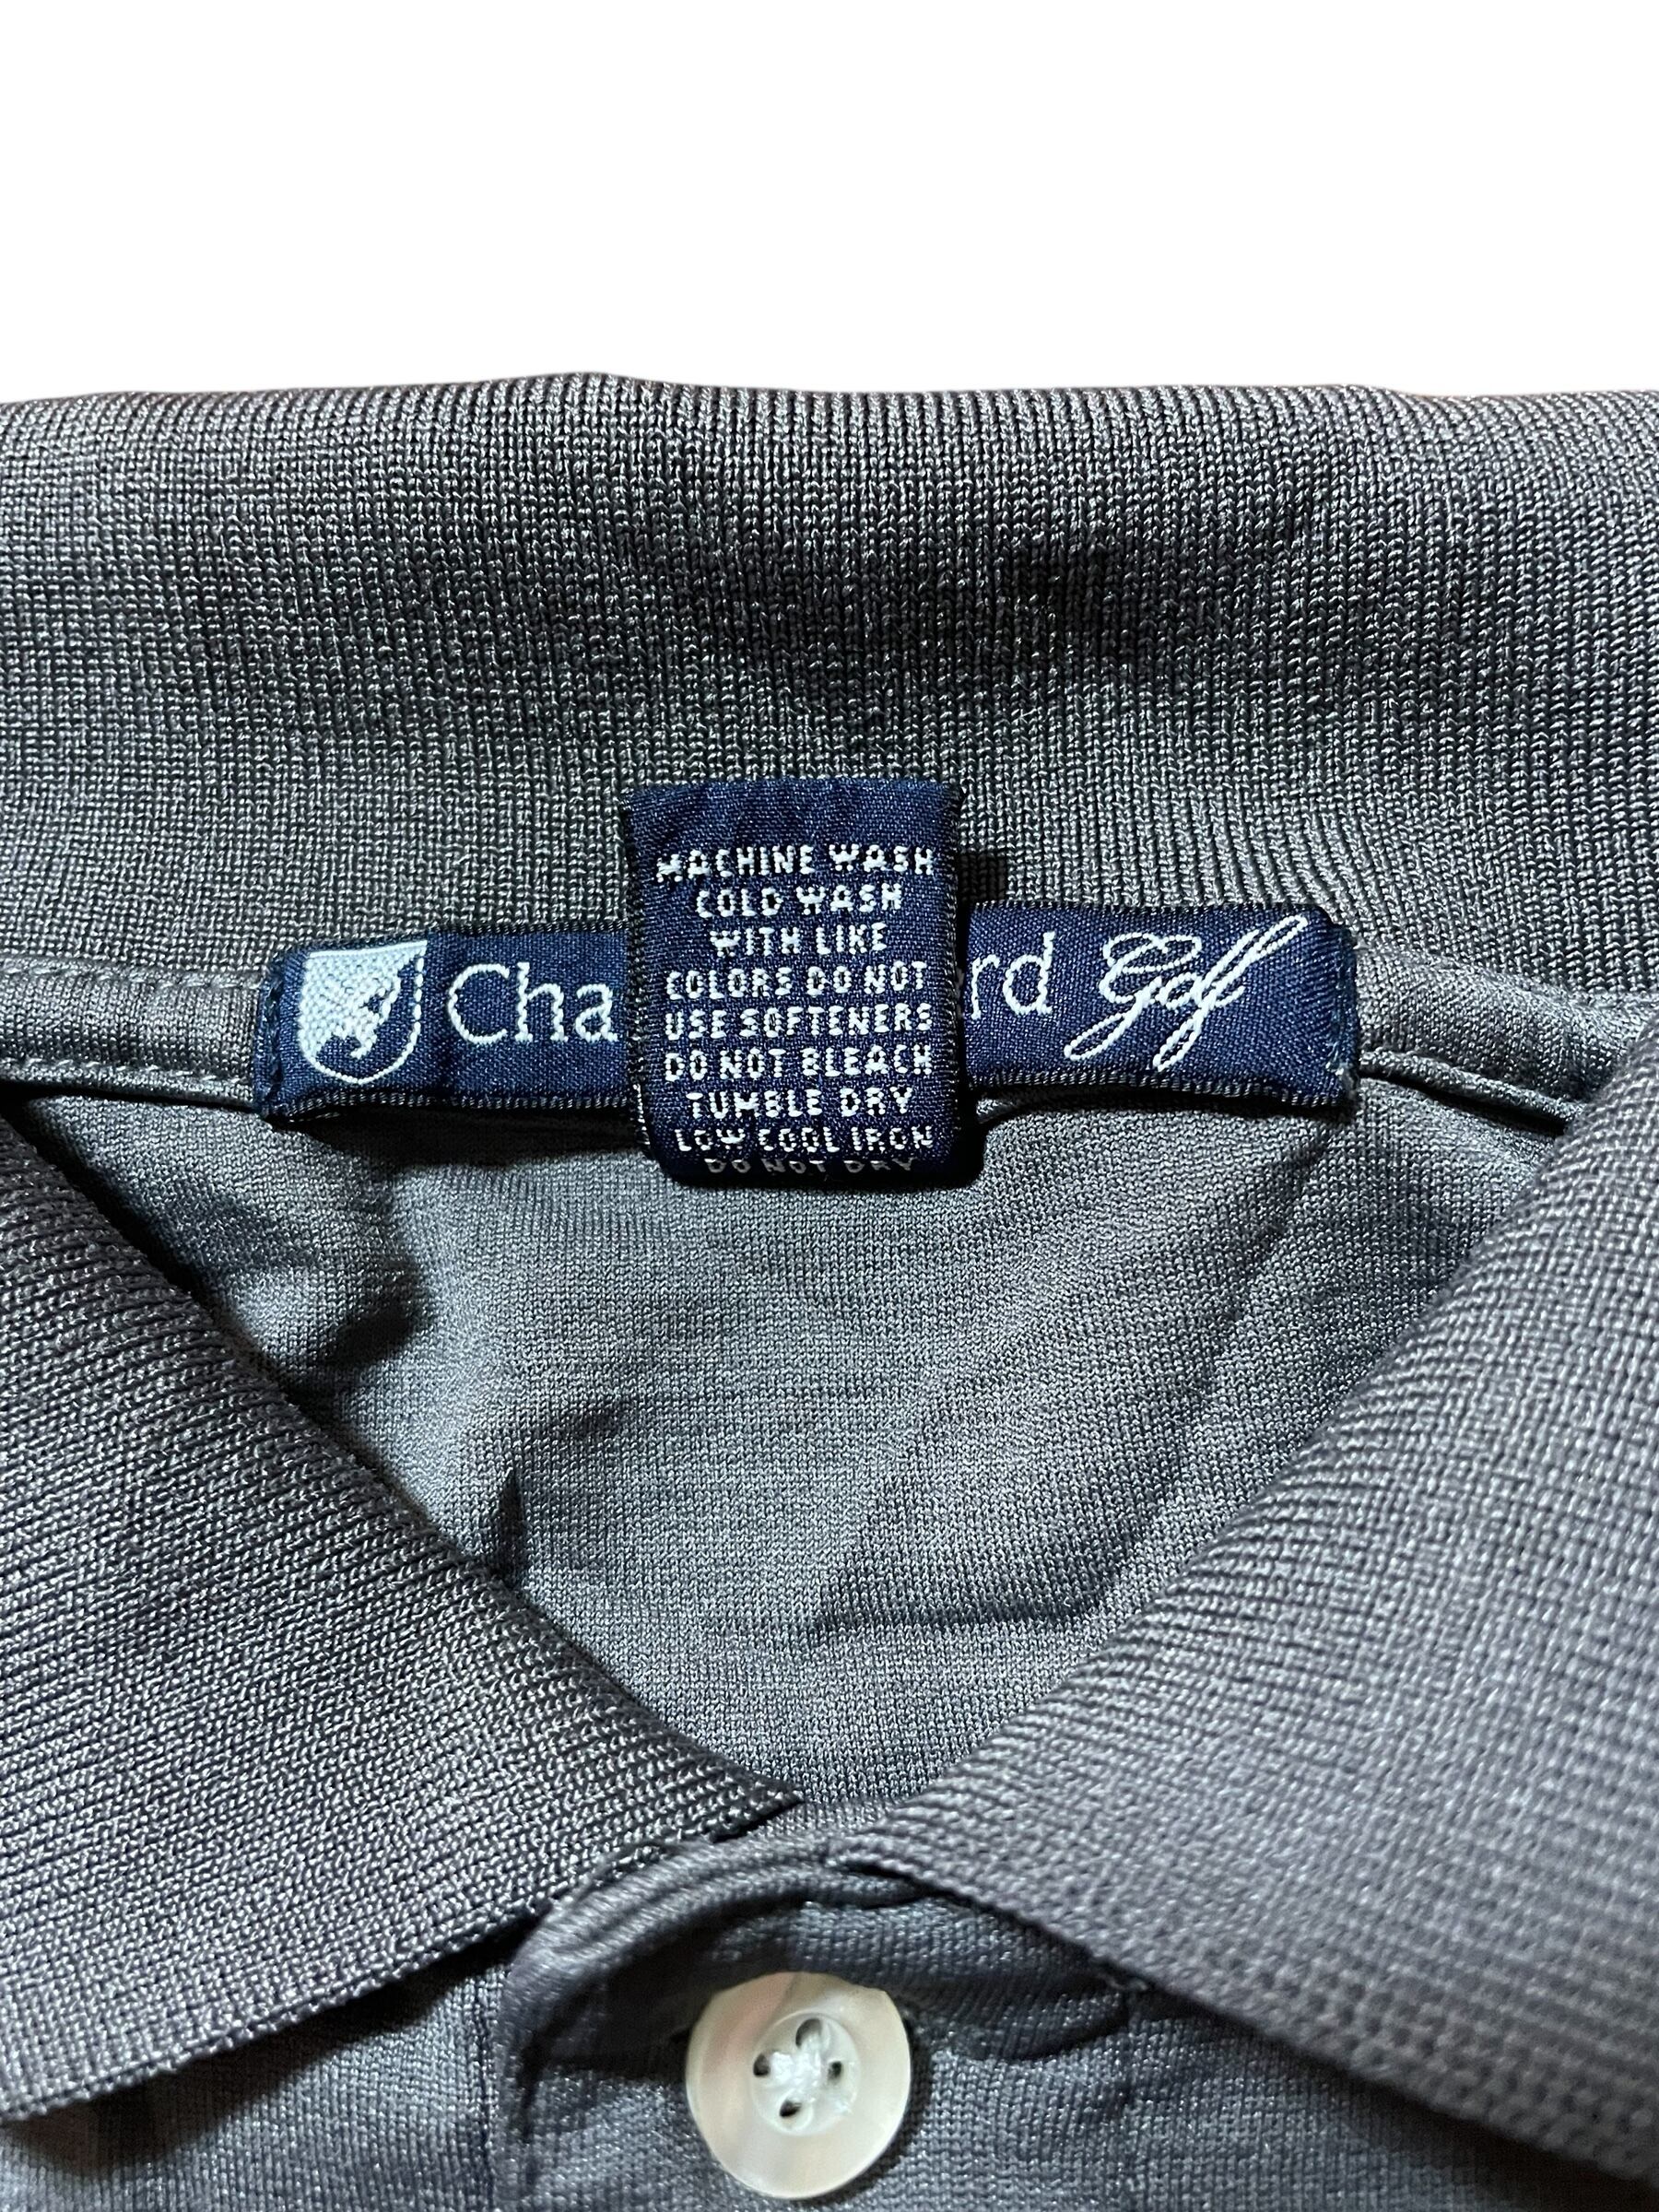 MACHINE WASH
COLD WASH
WITH LIKE
COLORS DO NOT
USE SOFTENERS
DO NOT BLEACH
TUMBLE DRY
LOW COOL IRON
DO NOT DRY
Cha rd Golf